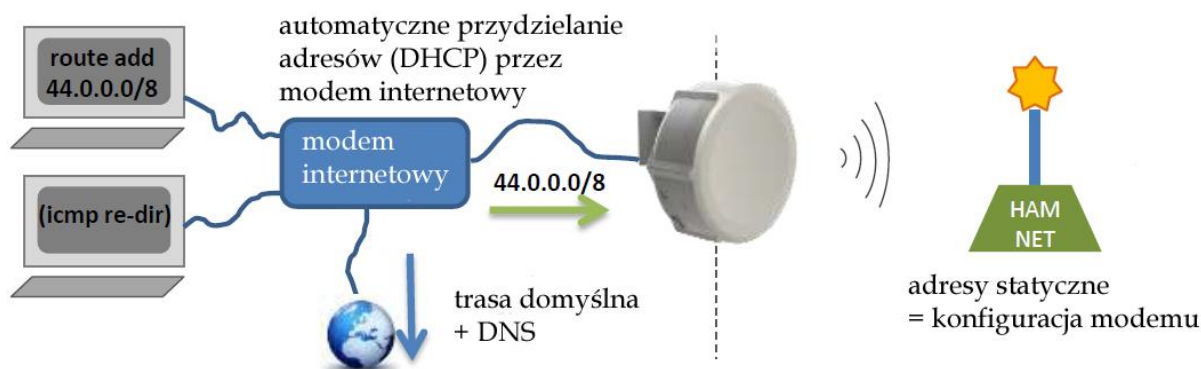 route add
44.0.0.0/8
automatyczne przydzielanie
adresów (DHCP) przez
modem internetowy
modem
internetowy
44.0.0.0/8
(icmp re-dir)
trasa domyślna
+ DNS
HAM
NET
adresy statyczne
= konfiguracja modemu